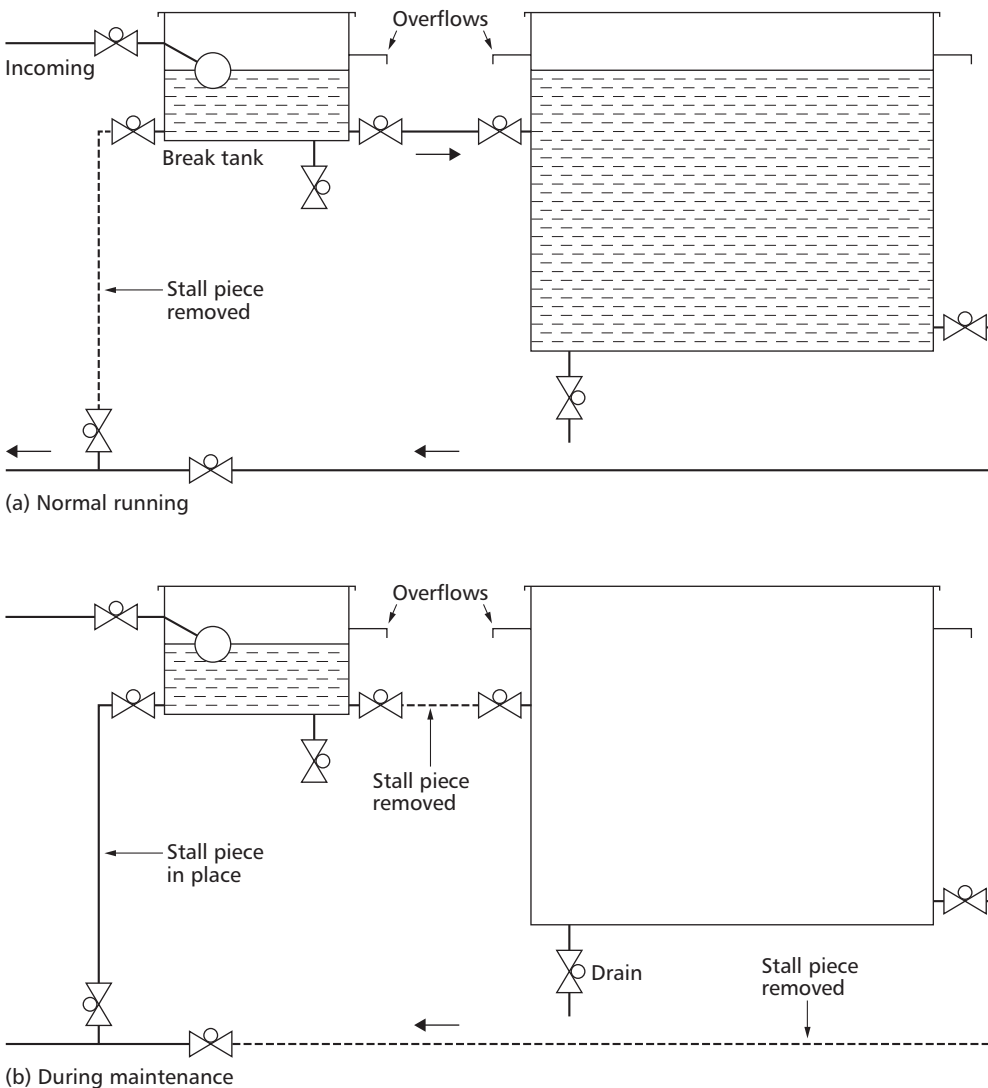 Overflows
Incoming
Break tank
Stall piece
removed
(a) Normal running
Overflows
Stall piece
removed
Stall piece
in place
Drain
Stall piece
removed
(b) During maintenance